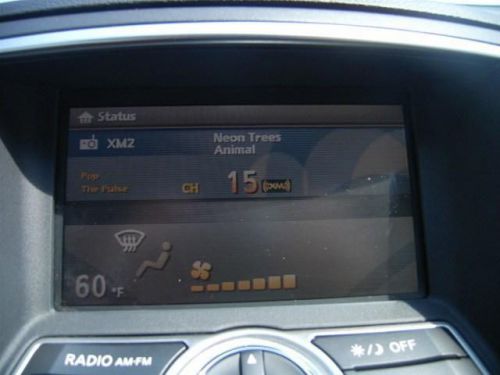 Status
XM2
Neon Trees
Animal
Pop
The Pulse
CH 15 (XM)
60 °F
RADIO AM·FM
OFF